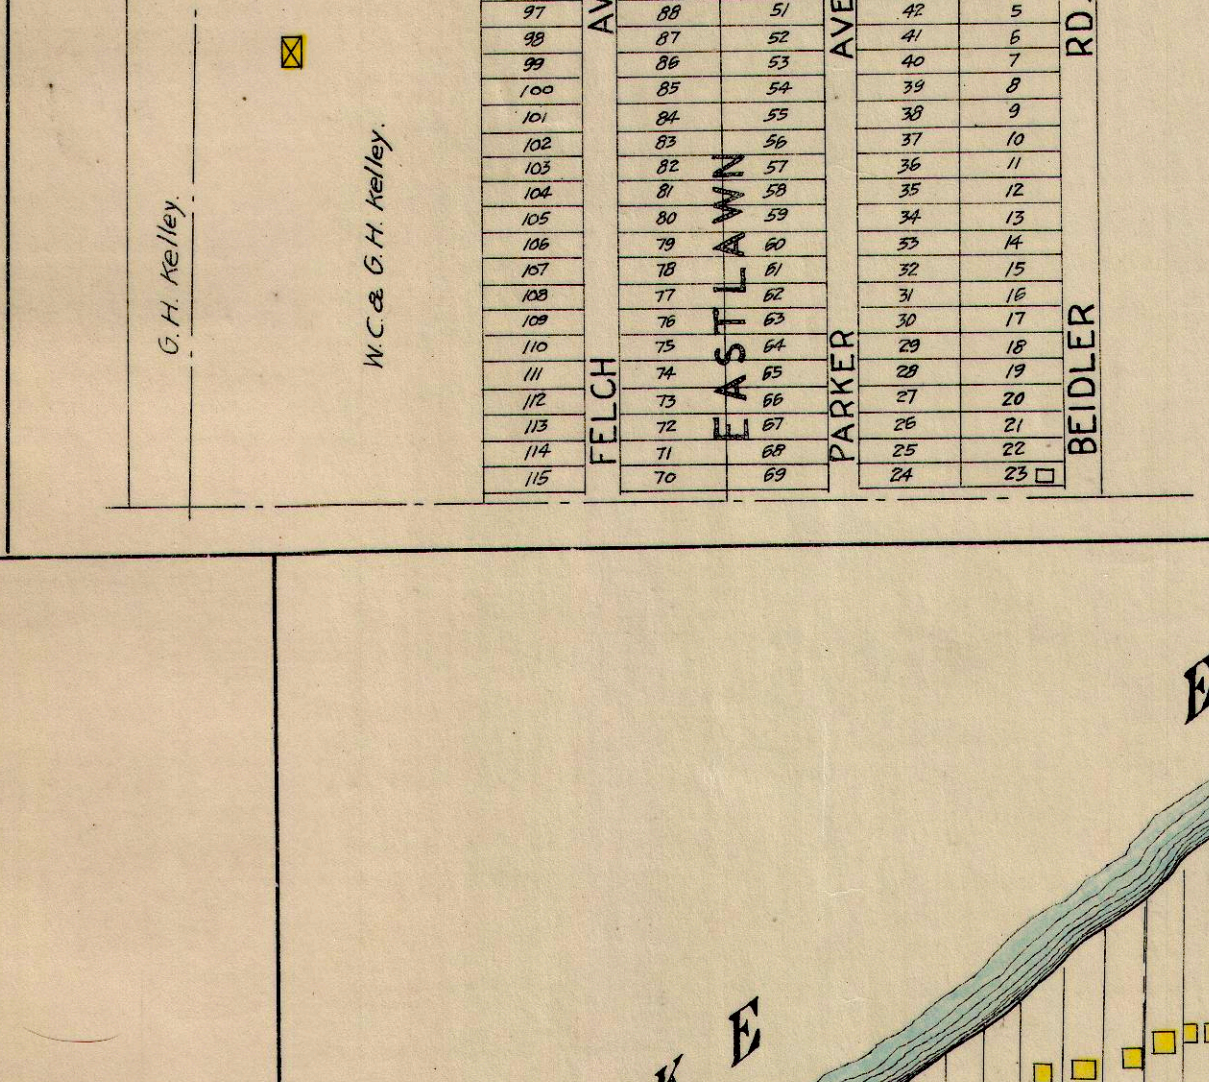 97 88 51 42 5
98 87 52 41 6
99 86 53 40 7
100 85 54 39 8
101 84 55 38 9
102 83 56 37 10
103 82 57 36 11
104 81 58 35 12
105 80 59 34 13
106 79 60 53 14
107 78 61 32 15
108 77 62 31 16
109 76 63 30 17
110 75 64 29 18
111 74 65 28 19
112 73 66 27 20
113 72 67 26 21
114 71 68 25 22
115 70 69 24 23
G. H. Kelley.
W. C. & G. H. Kelley.
FELCH AV
EASTLAWN
PARKER AVE
BEIDLER RD.
E
K E